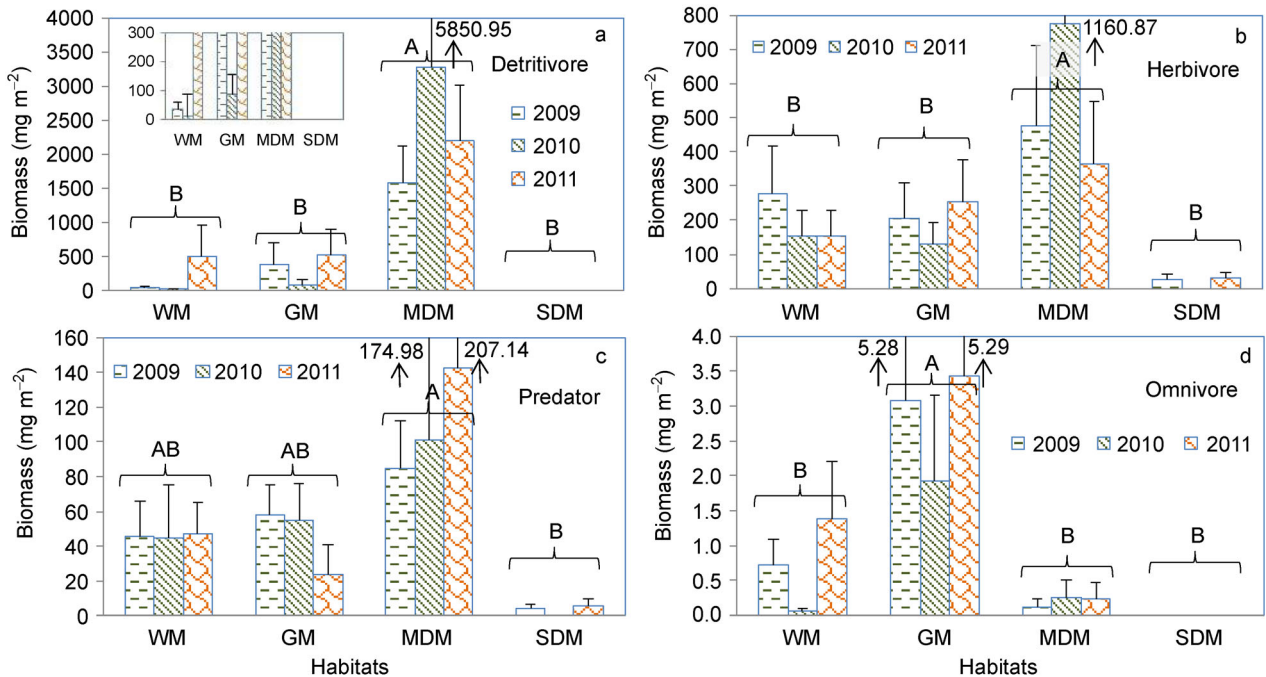 a
Detritivore
Biomass (mg m−2)
4000
3500
3000
2500
2000
1500
1000
500
0
300
200
100
0
WM GM MDM SDM
5850.95
2009
2010
2011
B B A B
WM GM MDM SDM
b
Herbivore
Biomass (mg m−2)
800
700
600
500
400
300
200
100
0
2009 2010 2011
1160.87
B B A B
WM GM MDM SDM
c
Predator
Biomass (mg m−2)
160
140
120
100
80
60
40
20
0
2009 2010 2011
174.98 207.14
AB AB A B
WM GM MDM SDM
Habitats
d
Omnivore
Biomass (mg m−2)
4.0
3.5
3.0
2.5
2.0
1.5
1.0
0.5
0.0
5.28 5.29
2009 2010 2011
B A B B
WM GM MDM SDM
Habitats